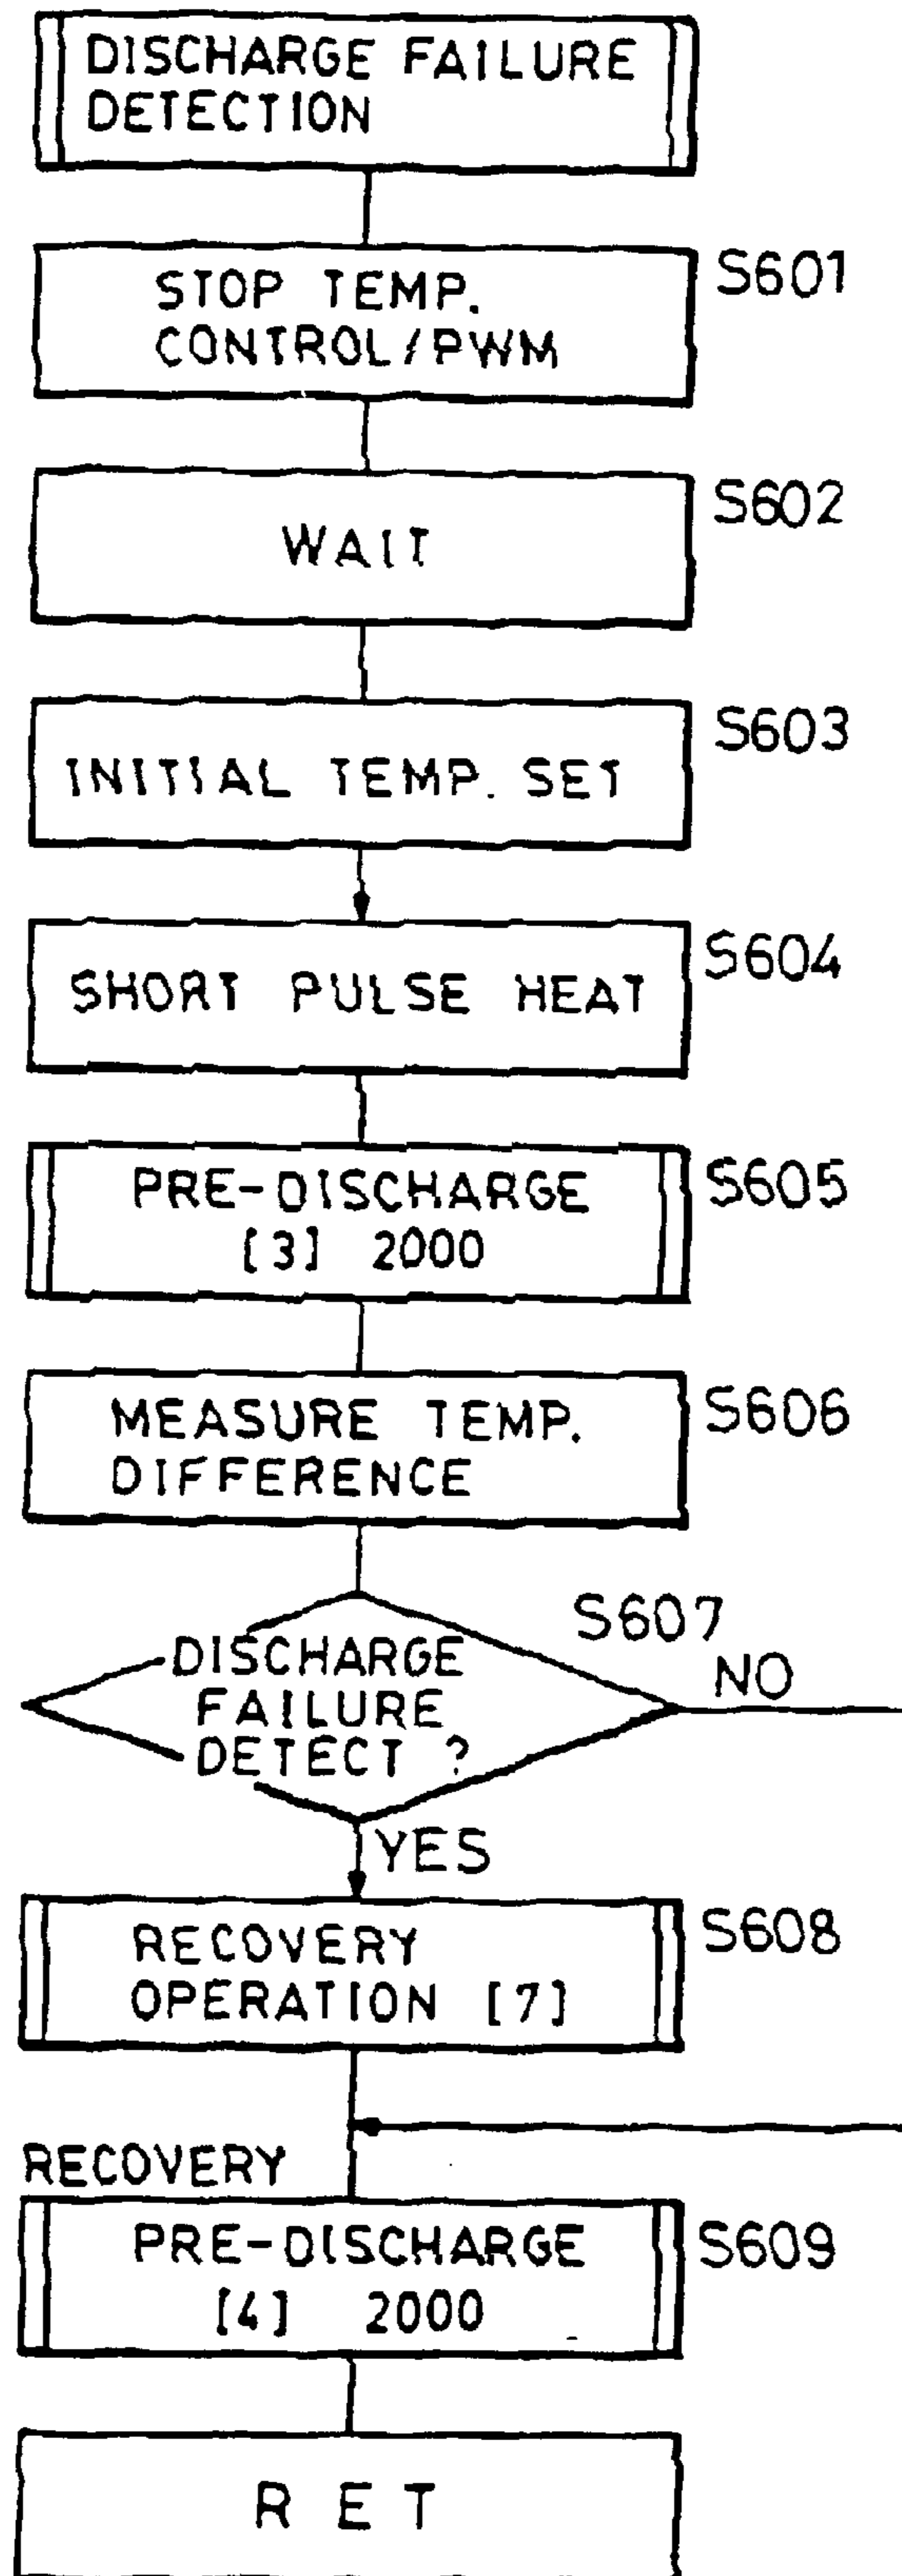 DISCHARGE FAILURE
DETECTION
STOP TEMP.
CONTROL/PWM
S601
WAIT
S602
INITIAL TEMP. SET
S603
SHORT PULSE HEAT
S604
PRE-DISCHARGE
[3] 2000
S605
MEASURE TEMP.
DIFFERENCE
S606
S607
DISCHARGE
FAILURE
DETECT ?
NO
YES
RECOVERY
OPERATION [7]
S608
RECOVERY
PRE-DISCHARGE
[4] 2000
S609
RET